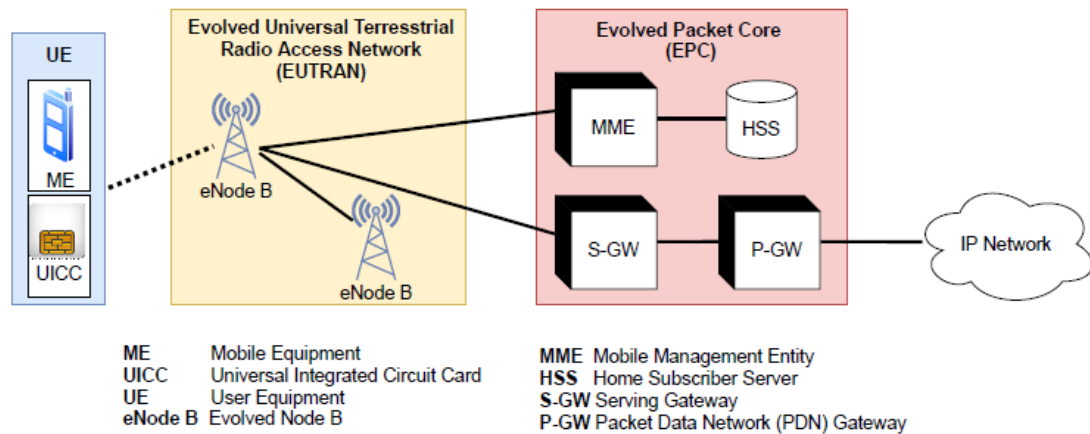 UE
ME
UICC
Evolved Universal Terresstrial
Radio Access Network
(EUTRAN)
eNode B
eNode B
Evolved Packet Core
(EPC)
MME
HSS
S-GW
P-GW
IP Network
ME Mobile Equipment
UICC Universal Integrated Circuit Card
UE User Equipment
eNode B Evolved Node B
MME Mobile Management Entity
HSS Home Subscriber Server
S-GW Serving Gateway
P-GW Packet Data Network (PDN) Gateway